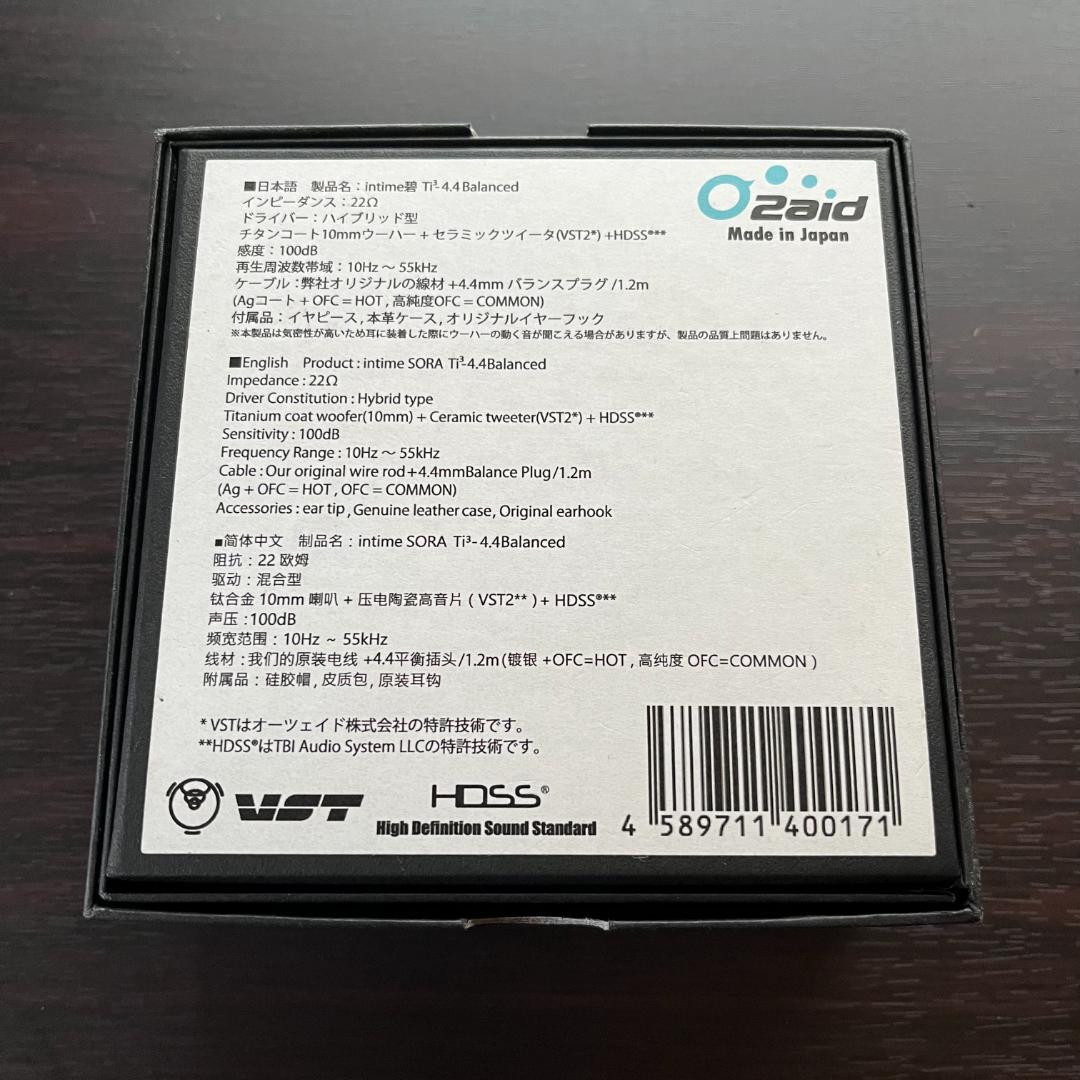 ■日本語 製品名：intime碧 Ti³-4.4 Balanced
インピーダンス：22Ω
ドライバー：ハイブリッド型
チタンコート10mmウーハー + セラミックツイータ(VST2*) +HDSS®**
感度：100dB
再生周波数帯域：10Hz ～ 55kHz
ケーブル：弊社オリジナルの線材 +4.4mm バランスプラグ /1.2m
(Agコート + OFC = HOT , 高純度OFC = COMMON)
付属品：イヤピース, 本革ケース, オリジナルイヤーフック
※本製品は気密性が高いため耳に装着した際にウーハーの動く音が聞こえる場合がありますが、製品の品質上問題はありません。
O2aid
Made in Japan
■English Product : intime SORA Ti³-4.4Balanced
Impedance : 22Ω
Driver Constitution : Hybrid type
Titanium coat woofer(10mm) + Ceramic tweeter(VST2*) + HDSS®**
Sensitivity : 100dB
Frequency Range : 10Hz ～ 55kHz
Cable : Our original wire rod+4.4mmBalance Plug/1.2m
(Ag + OFC = HOT , OFC = COMMON)
Accessories : ear tip , Genuine leather case, Original earhook
■简体中文 制品名 : intime SORA Ti³- 4.4Balanced
阻抗 : 22 欧姆
驱动 : 混合型
钛合金 10mm 喇叭 + 压电陶瓷高音片 ( VST2** ) + HDSS®**
声压 :100dB
频宽范围 : 10Hz ~ 55kHz
线材 : 我们的原装电线 +4.4平衡插头/1.2m (镀银 +OFC=HOT , 高纯度 OFC=COMMON )
附属品 : 硅胶帽, 皮质包, 原装耳钩
* VSTはオーツェイド株式会社の特許技術です。
**HDSS®はTBI Audio System LLCの特許技術です。
VST
HDSS®
High Definition Sound Standard
4 589711 400171